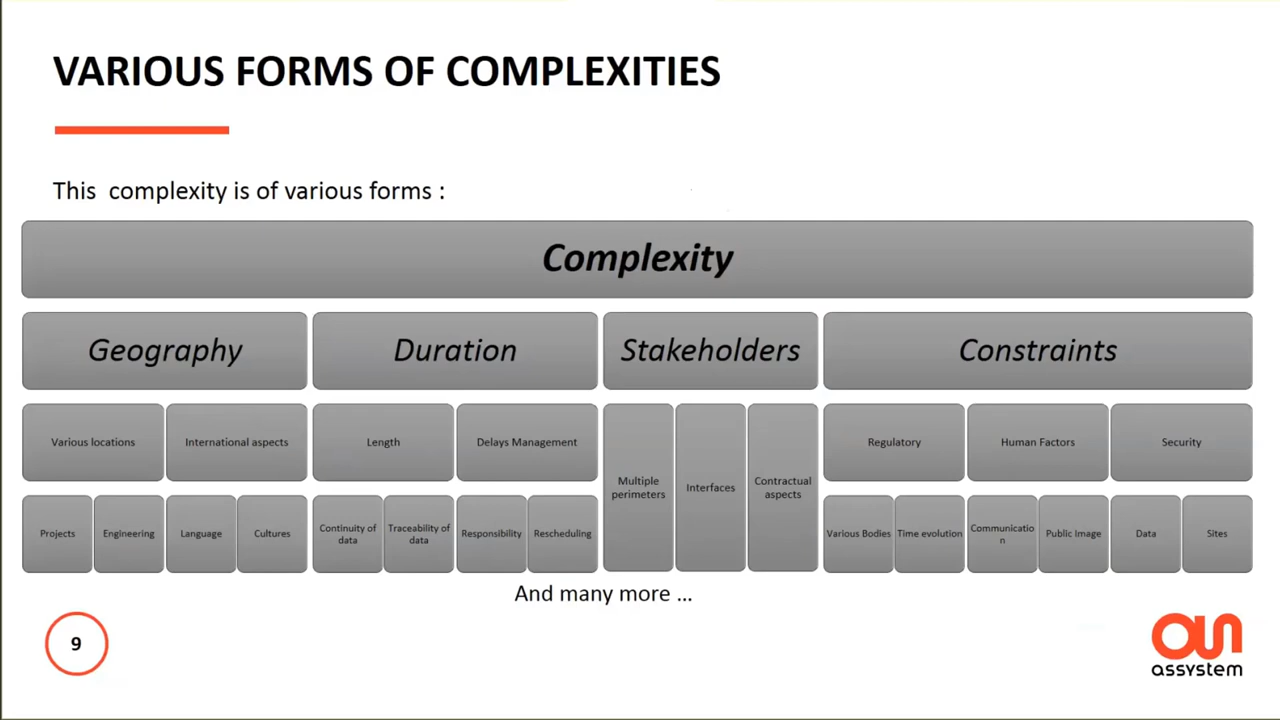 VARIOUS FORMS OF COMPLEXITIES
This complexity is of various forms :
Complexity
Geography
Duration
Stakeholders
Constraints
Various locations
International aspects
Length
Delays Management
Multiple
perimeters
Interfaces
Contractual
aspects
Regulatory
Human Factors
Security
Projects
Engineering
Language
Cultures
Continuity of
data
Traceability of
data
Responsibility
Rescheduling
Various Bodies
Time evolution
Communicatio
n
Public Image
Data
Sites
And many more ...
9
assystem